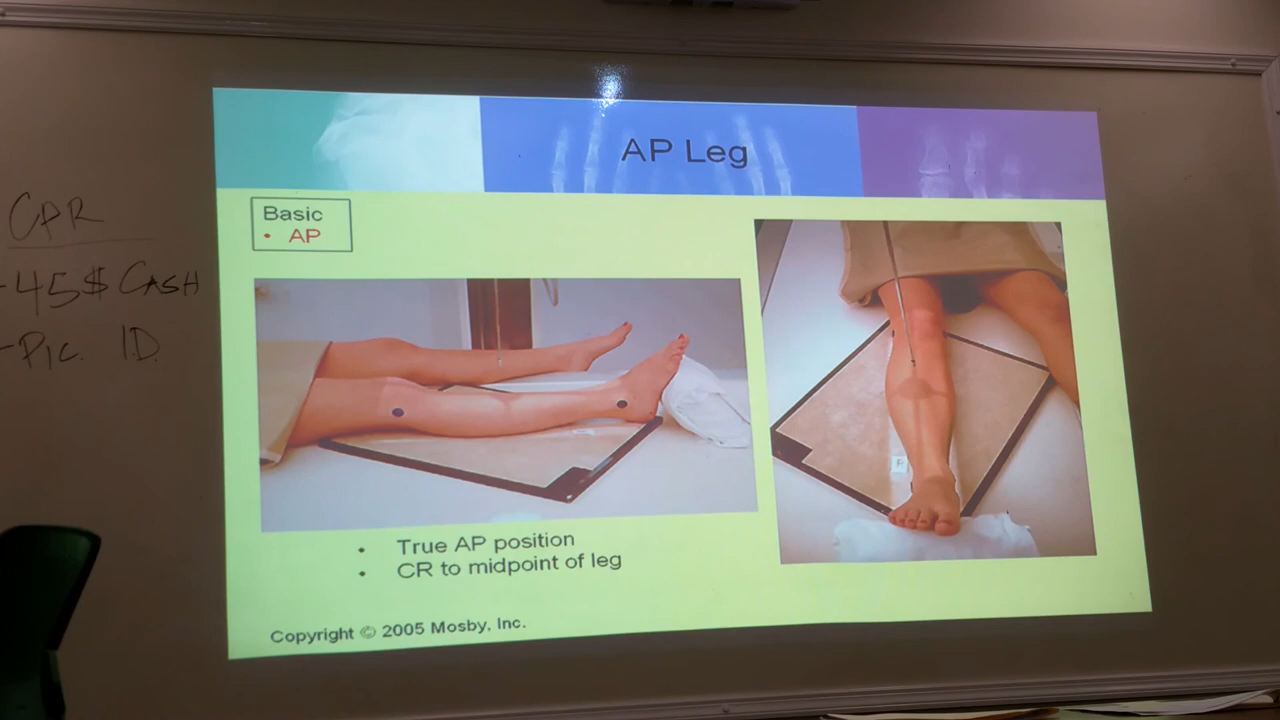 CPR
-45$ CASH
-PIC. I.D.
AP Leg
Basic
• AP
R
• True AP position
• CR to midpoint of leg
Copyright © 2005 Mosby, Inc.